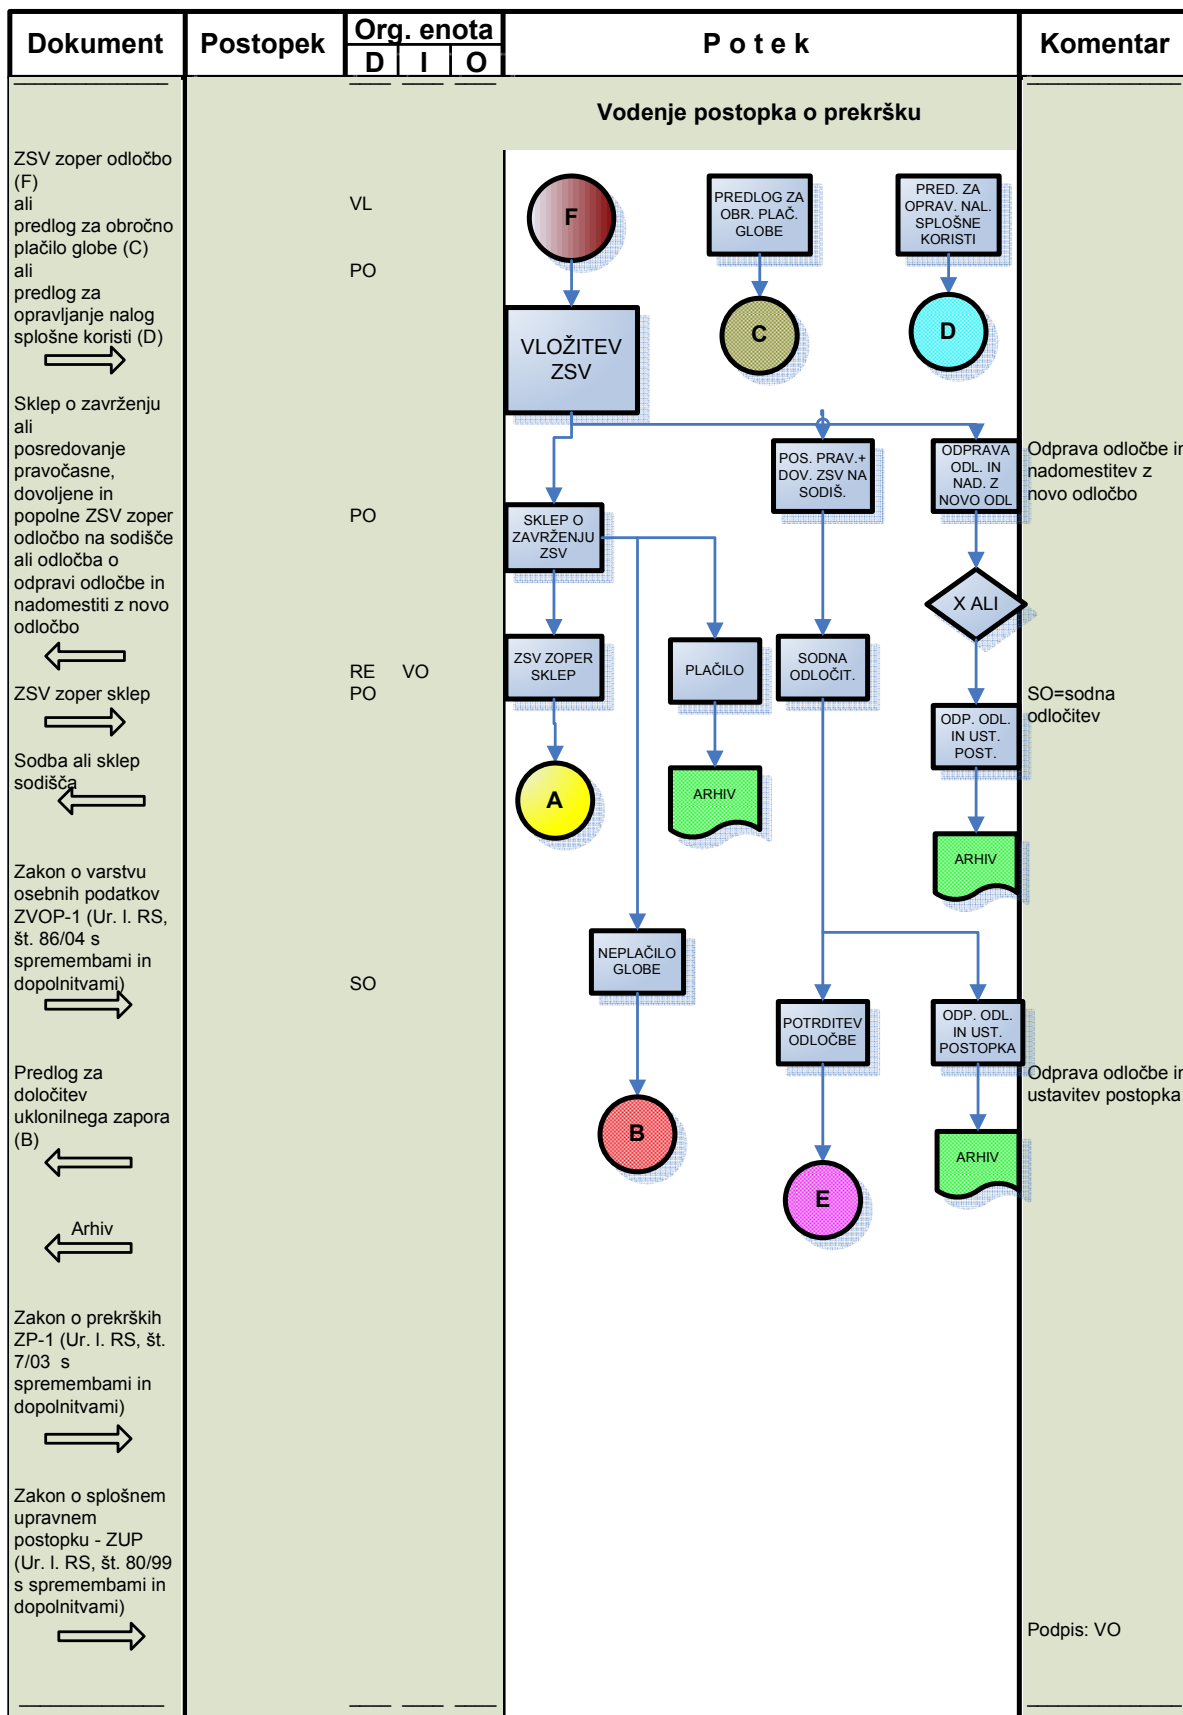 Dokument
Postopek
Org. enota
D I O
P o t e k
Komentar
Vodenje postopka o prekršku
ZSV zoper odločbo
(F)
ali
predlog za obročno
plačilo globe (C)
ali
predlog za
opravljanje nalog
splošne koristi (D)
Sklep o zavrženju
ali
posredovanje
pravočasne,
dovoljene in
popolne ZSV zoper
odločbo na sodišče
ali odločba o
odpravi odločbe in
nadomestiti z novo
odločbo
ZSV zoper sklep
Sodba ali sklep
sodišča
Zakon o varstvu
osebnih podatkov
ZVOP-1 (Ur. l. RS,
št. 86/04 s
spremembami in
dopolnitvami)
Predlog za
določitev
uklonilnega zapora
(B)
Arhiv
Zakon o prekrških
ZP-1 (Ur. l. RS, št.
7/03 s
spremembami in
dopolnitvami)
Zakon o splošnem
upravnem
postopku - ZUP
(Ur. l. RS, št. 80/99
s spremembami in
dopolnitvami)
VL
PO
PO
RE VO
PO
SO
F
PREDLOG ZA
OBR. PLAČ.
GLOBE
PRED. ZA
OPRAV. NAL.
SPLOŠNE
KORISTI
VLOŽITEV
ZSV
C
D
POS. PRAV.+
DOV. ZSV NA
SODIŠ.
ODPRAVA
ODL. IN
NAD. Z
NOVO ODL
SKLEP O
ZAVRŽENJU
ZSV
X ALI
ZSV ZOPER
SKLEP
PLAČILO
SODNA
ODLOČIT.
ODP. ODL.
IN UST.
POST.
A
ARHIV
ARHIV
NEPLAČILO
GLOBE
POTRDITEV
ODLOČBE
ODP. ODL.
IN UST.
POSTOPKA
B
E
ARHIV
Odprava odločbe in
nadomestitev z
novo odločbo
SO=sodna
odločitev
Odprava odločbe in
ustavitev postopka
Podpis: VO